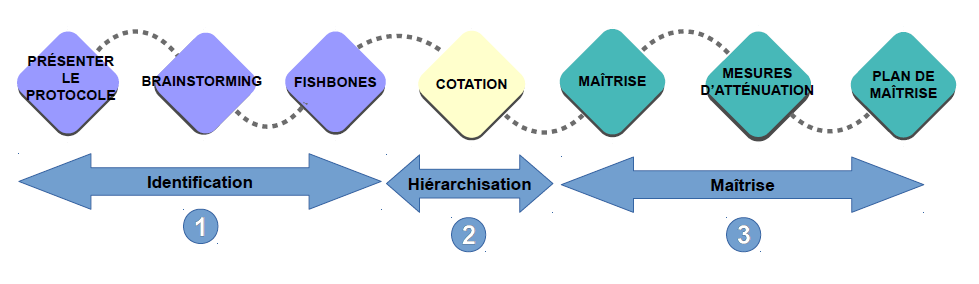 PRÉSENTER
LE
PROTOCOLE
BRAINSTORMING
FISHBONES
COTATION
MAÎTRISE
MESURES
D'ATTÉNUATION
PLAN DE
MAÎTRISE
Identification
Hiérarchisation
Maîtrise
1
2
3